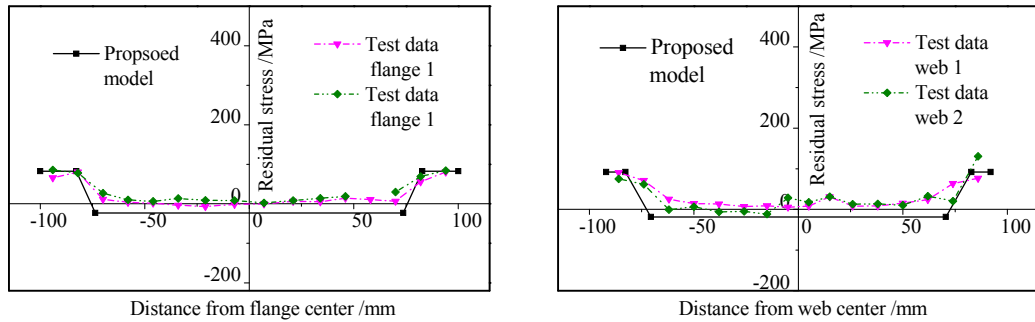 400
200
0
-200
-100
-50
0
50
100
Residual stress /MPa
Propsoed
model
Test data
flange 1
Test data
flange 1
Distance from flange center /mm
400
200
0
-200
-100
-50
0
50
100
Residual stress /MPa
Proposed
model
Test data
web 1
Test data
web 2
Distance from web center /mm